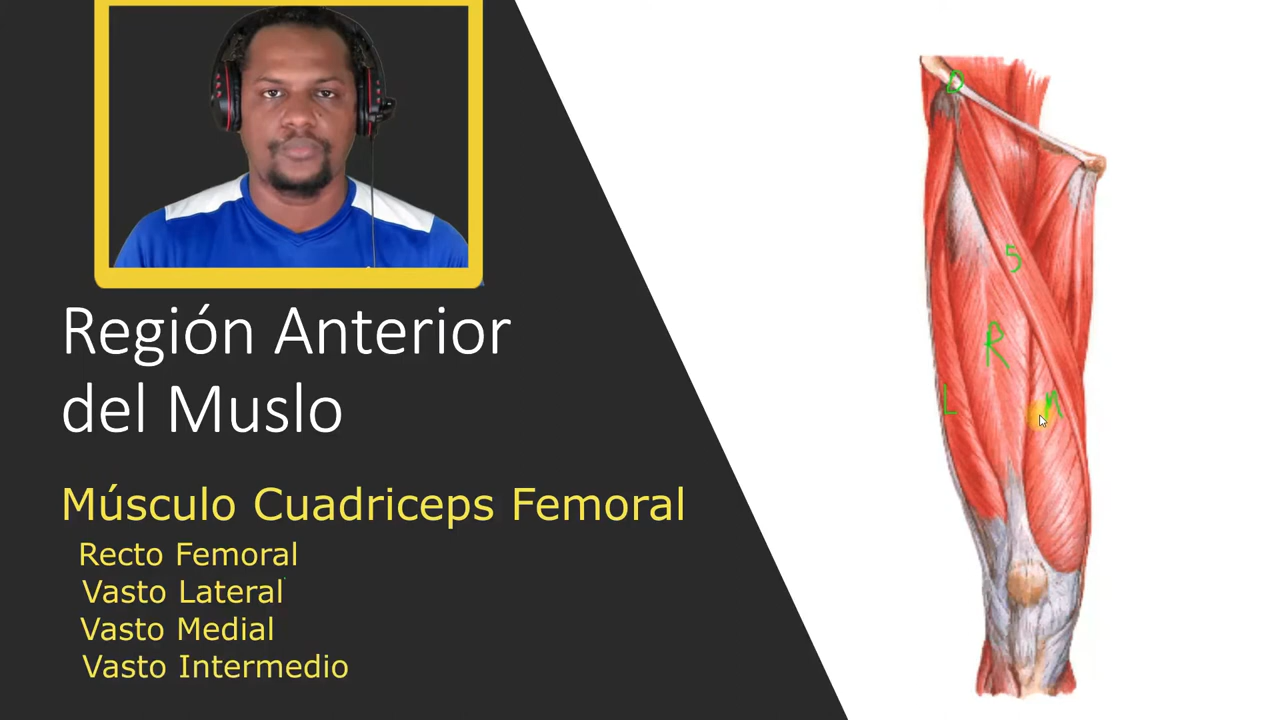 Región Anterior
del Muslo
Músculo Cuadriceps Femoral
Recto Femoral
Vasto Lateral
Vasto Medial
Vasto Intermedio
D
S
R
L
M